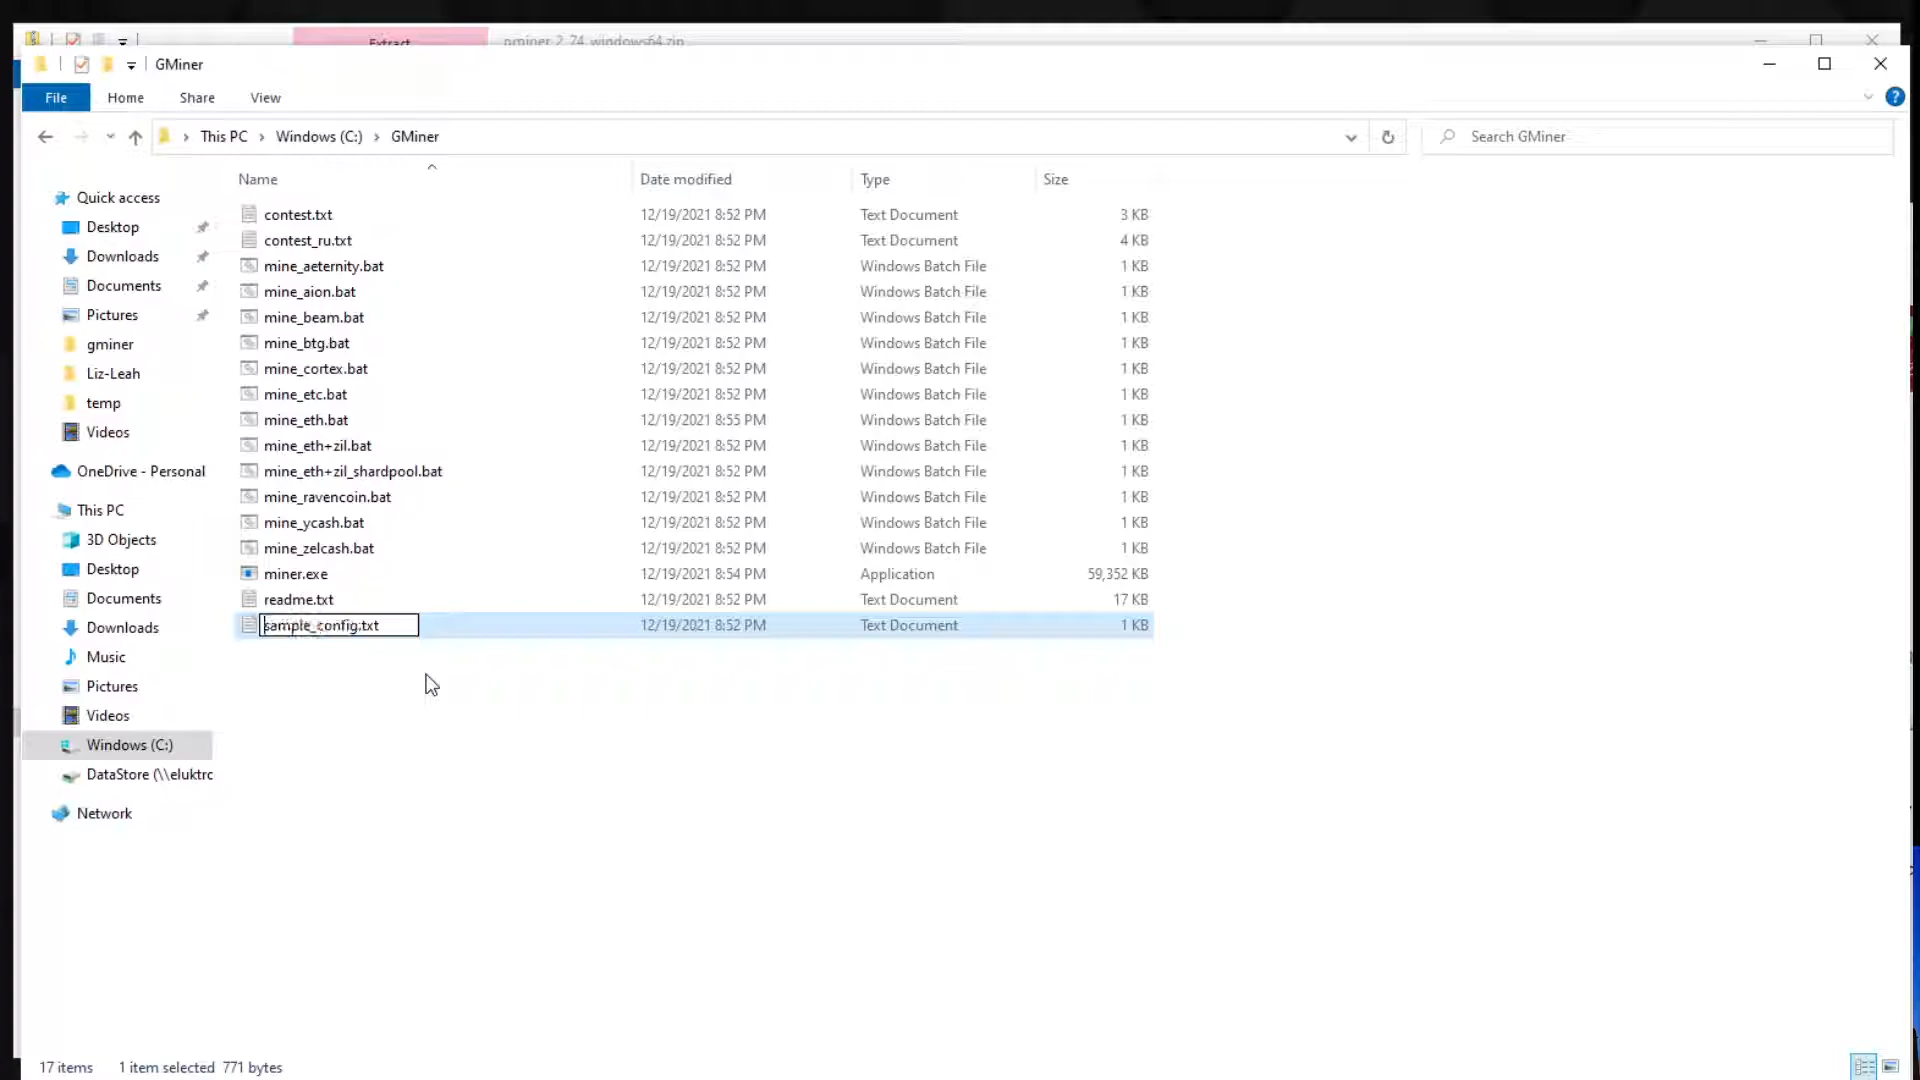 Extract gminer_2_74_windows64.zip
GMiner
File Home Share View
This PC Windows (C:) GMiner
Search GMiner
Name Date modified Type Size
Quick access
Desktop
Downloads
Documents
Pictures
gminer
Liz-Leah
temp
Videos
OneDrive - Personal
This PC
3D Objects
Desktop
Documents
Downloads
Music
Pictures
Videos
Windows (C:)
DataStore (\\eluktrc
Network
contest.txt 12/19/2021 8:52 PM Text Document 3 KB
contest_ru.txt 12/19/2021 8:52 PM Text Document 4 KB
mine_aeternity.bat 12/19/2021 8:52 PM Windows Batch File 1 KB
mine_aion.bat 12/19/2021 8:52 PM Windows Batch File 1 KB
mine_beam.bat 12/19/2021 8:52 PM Windows Batch File 1 KB
mine_btg.bat 12/19/2021 8:52 PM Windows Batch File 1 KB
mine_cortex.bat 12/19/2021 8:52 PM Windows Batch File 1 KB
mine_etc.bat 12/19/2021 8:52 PM Windows Batch File 1 KB
mine_eth.bat 12/19/2021 8:55 PM Windows Batch File 1 KB
mine_eth+zil.bat 12/19/2021 8:52 PM Windows Batch File 1 KB
mine_eth+zil_shardpool.bat 12/19/2021 8:52 PM Windows Batch File 1 KB
mine_ravencoin.bat 12/19/2021 8:52 PM Windows Batch File 1 KB
mine_ycash.bat 12/19/2021 8:52 PM Windows Batch File 1 KB
mine_zelcash.bat 12/19/2021 8:52 PM Windows Batch File 1 KB
miner.exe 12/19/2021 8:54 PM Application 59,352 KB
readme.txt 12/19/2021 8:52 PM Text Document 17 KB
sample_config.txt 12/19/2021 8:52 PM Text Document 1 KB
17 items 1 item selected 771 bytes